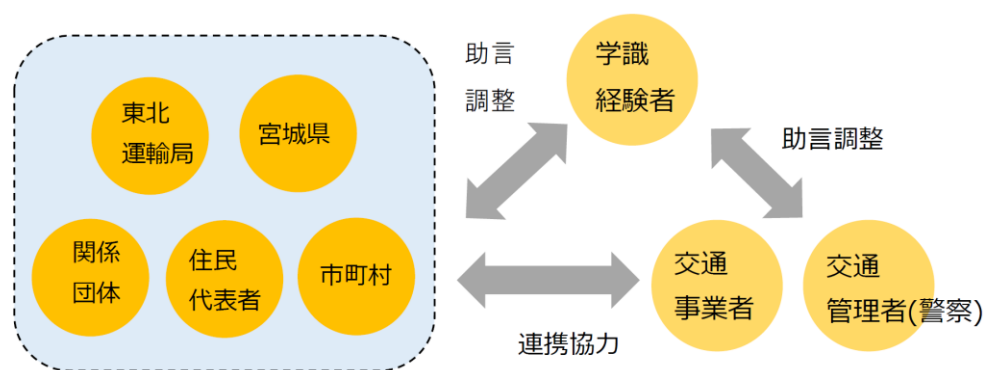 東北
運輸局
宮城県
関係
団体
住民
代表者
市町村
助言
調整
学識
経験者
助言調整
交通
事業者
交通
管理者(警察)
連携協力